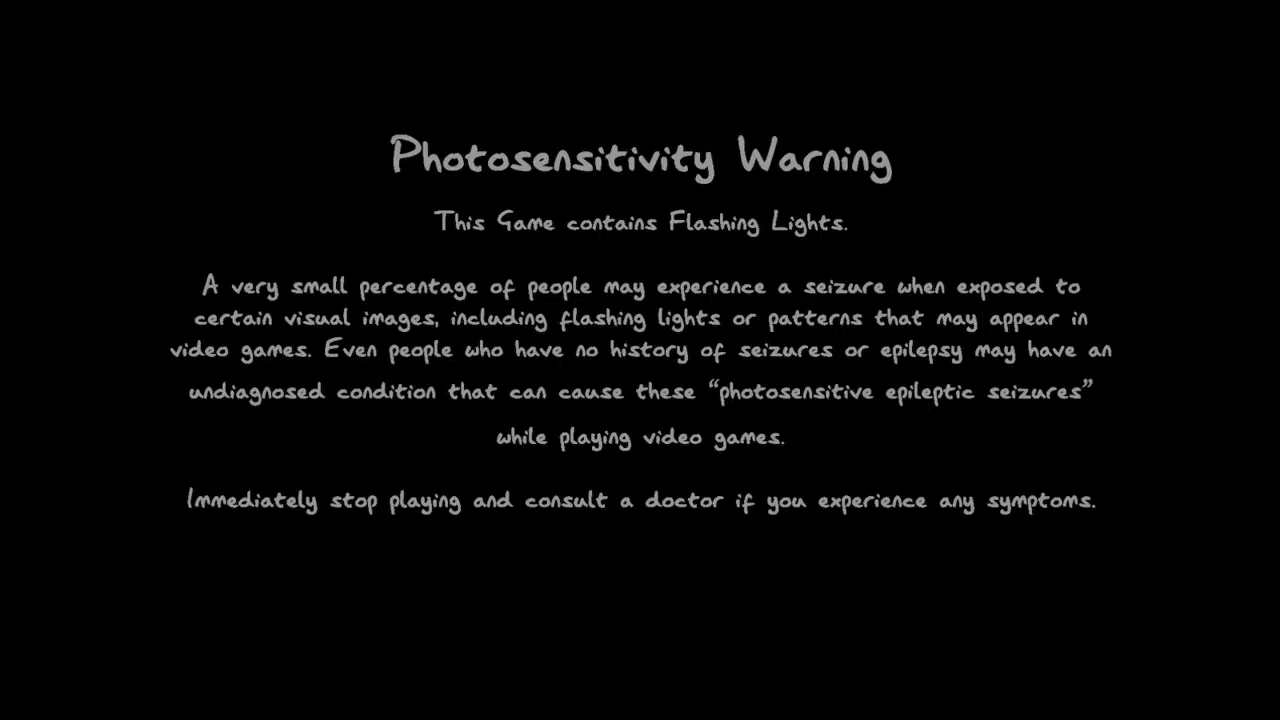 Photosensitivity Warning
This Game contains Flashing Lights.
A very small percentage of people may experience a seizure when exposed to
certain visual images, including flashing lights or patterns that may appear in
video games. Even people who have no history of seizures or epilepsy may have an
undiagnosed condition that can cause these “photosensitive epileptic seizures”
while playing video games.
Immediately stop playing and consult a doctor if you experience any symptoms.